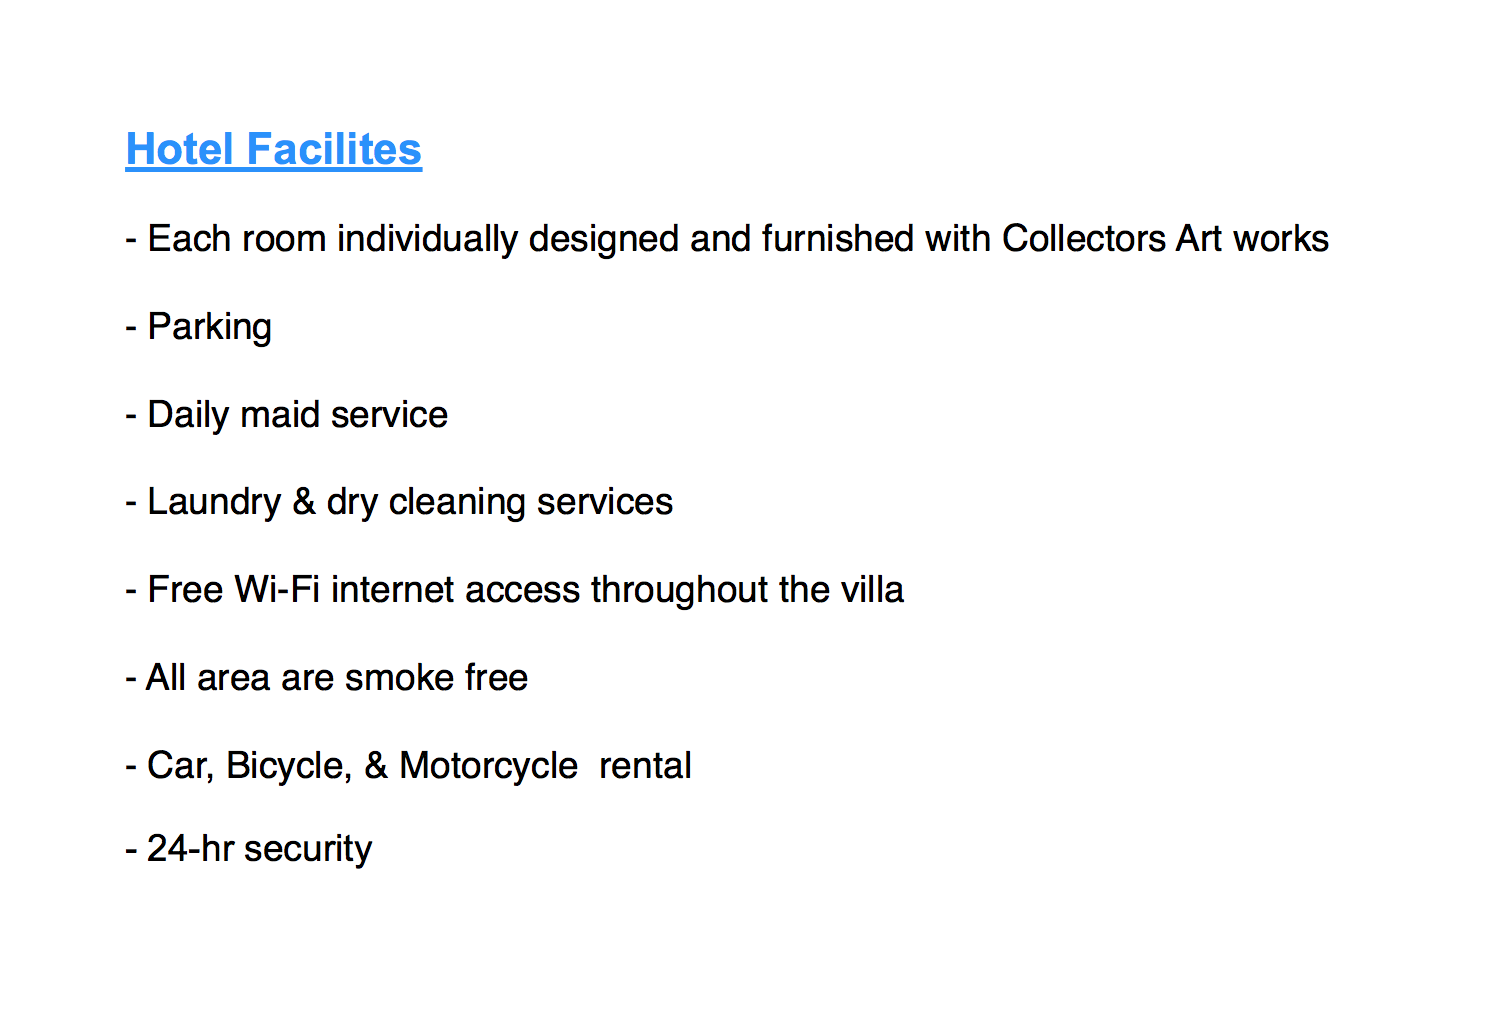 Hotel Facilites
- Each room individually designed and furnished with Collectors Art works
- Parking
- Daily maid service
- Laundry & dry cleaning services
- Free Wi-Fi internet access throughout the villa
- All area are smoke free
- Car, Bicycle, & Motorcycle  rental
- 24-hr security